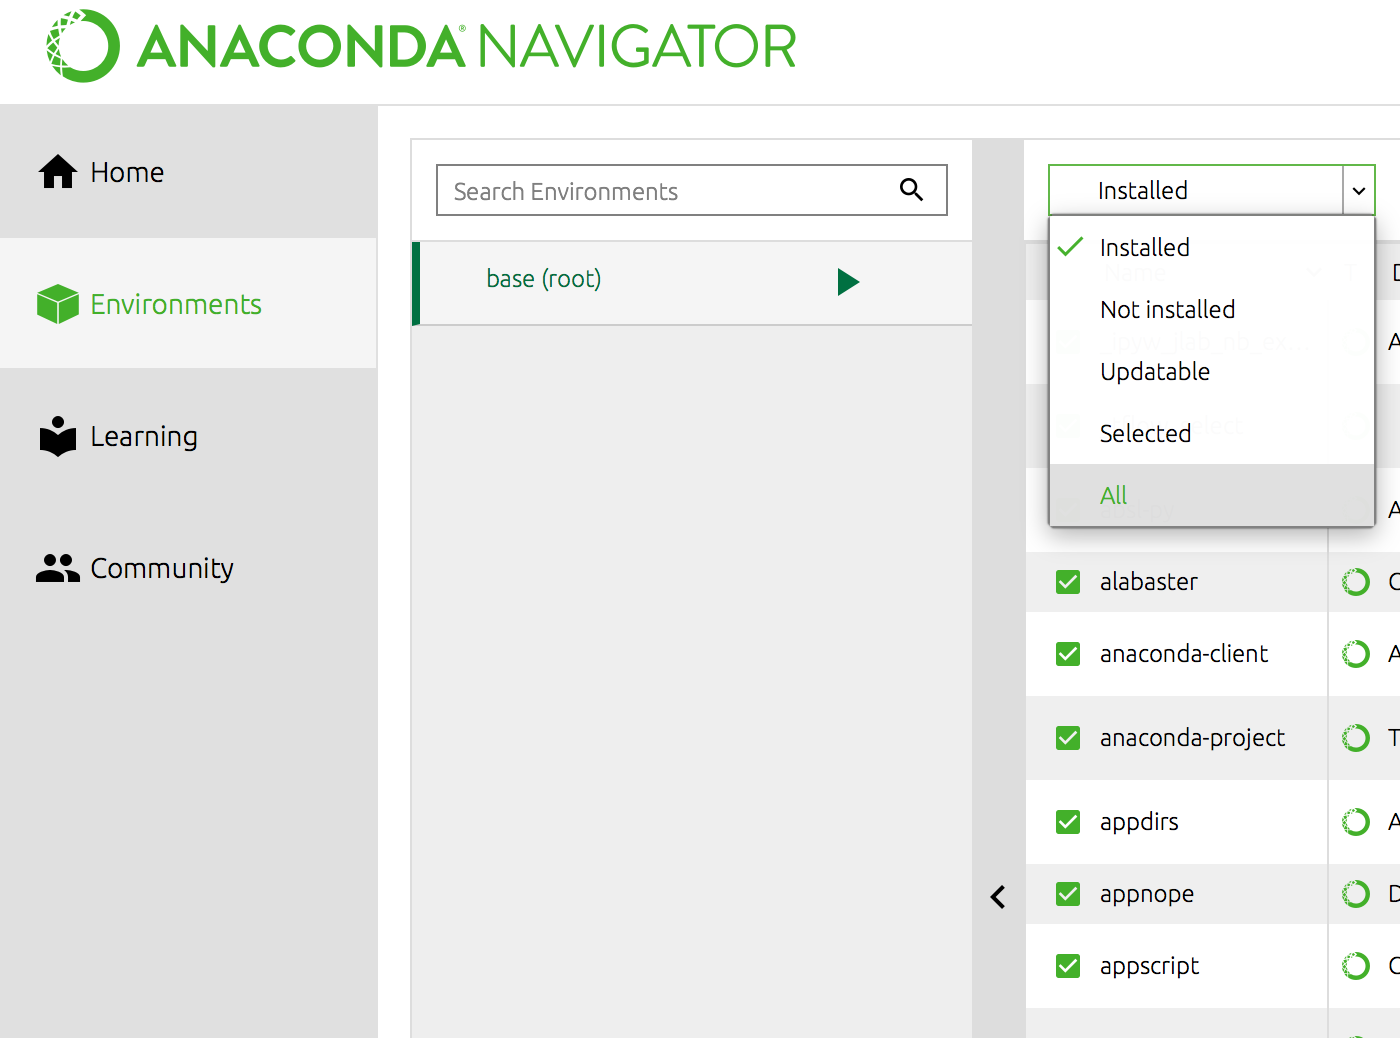 ANACONDA® NAVIGATOR
Home
Environments
Learning
Community
Search Environments
base (root)
Installed
Installed
Not installed
Updatable
Selected
All
Name
alabaster
anaconda-client
anaconda-project
appdirs
appnope
appscript